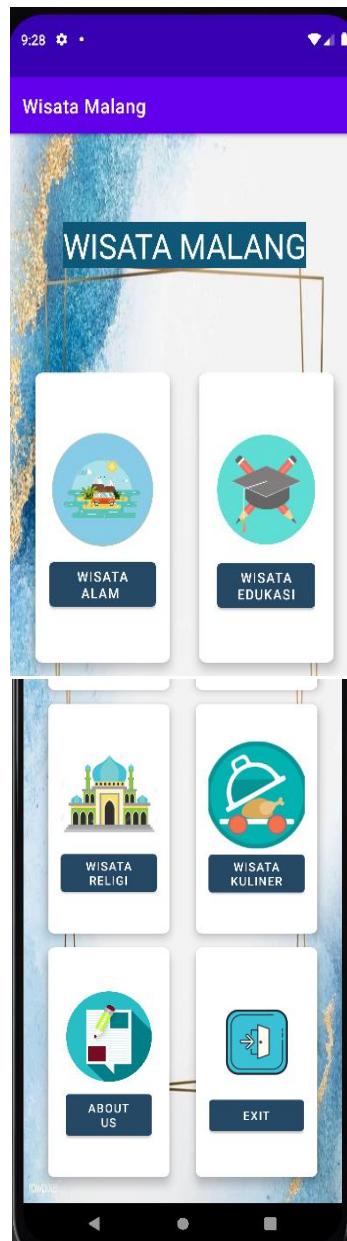 9:28
Wisata Malang
WISATA MALANG
WISATA
ALAM
WISATA
EDUKASI
WISATA
RELIGI
WISATA
KULINER
ABOUT
US
EXIT